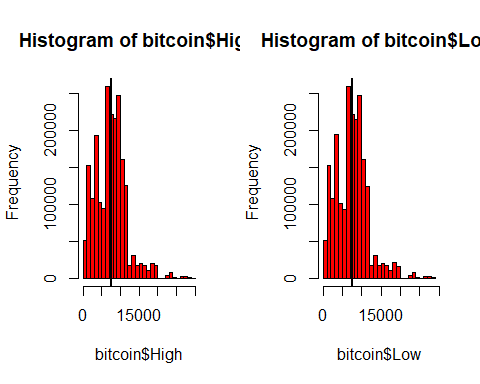 Histogram of bitcoin$Hig
Frequency
0
100000
200000
0
15000
bitcoin$High
Histogram of bitcoin$Lo
Frequency
0
100000
200000
0
15000
bitcoin$Low